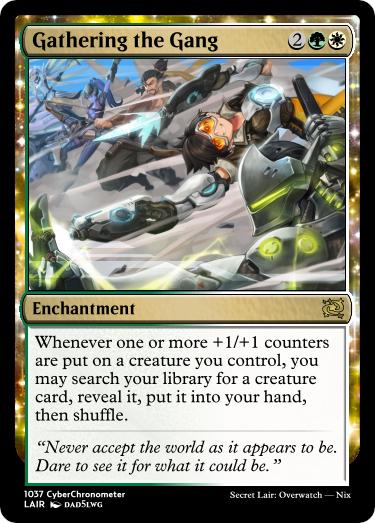 Gathering the Gang 2
Enchantment
Whenever one or more +1/+1 counters
are put on a creature you control, you
may search your library for a creature
card, reveal it, put it into your hand,
then shuffle.
“Never accept the world as it appears to be.
Dare to see it for what it could be.”
1037 CyberChronometer
LAIR DAD5LWG
Secret Lair: Overwatch — Nix